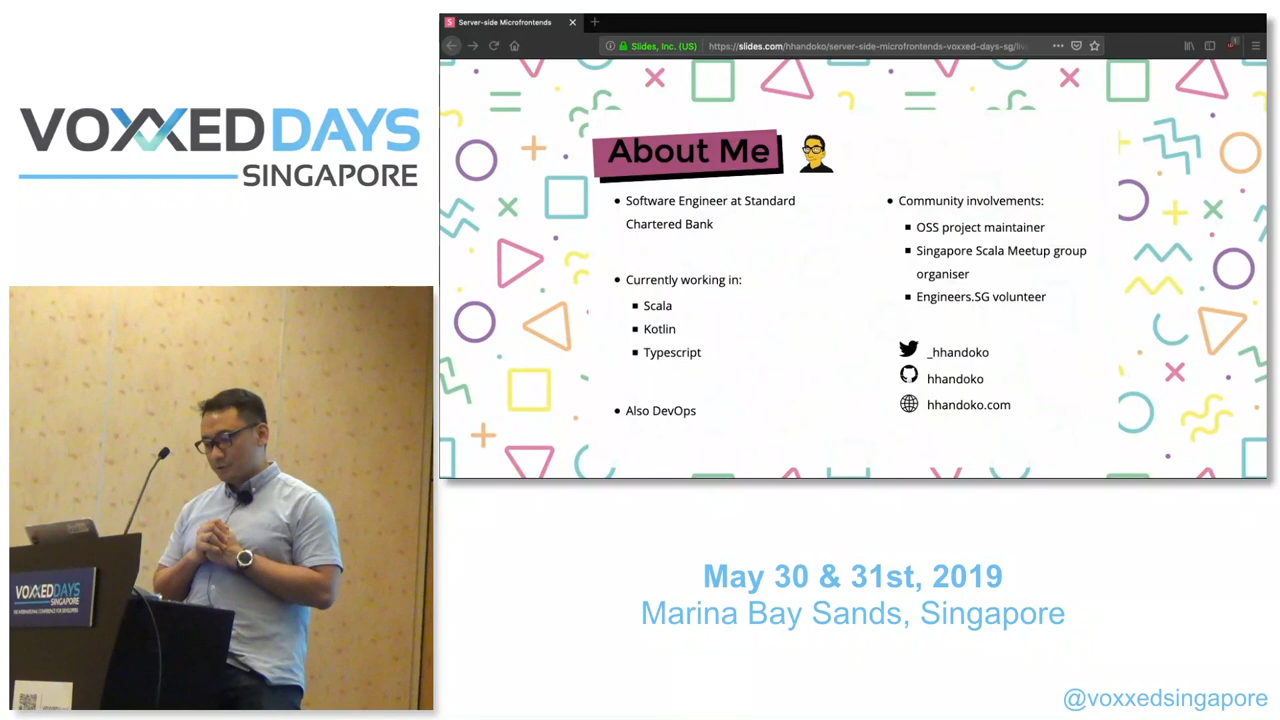 VOXXED DAYS
SINGAPORE
Server-side Microfrontends
Slides, Inc. (US)
https://slides.com/hhandoko/server-side-microfrontends-voxxed-days-sg/li
About Me
Software Engineer at Standard
Chartered Bank
Currently working in:
Scala
Kotlin
Typescript
Also DevOps
Community involvements:
OSS project maintainer
Singapore Scala Meetup group
organiser
Engineers.SG volunteer
_hhandoko
hhandoko
hhandoko.com
VOXXED DAYS
SINGAPORE
May 30 & 31st, 2019
Marina Bay Sands, Singapore
@voxxedsingapore